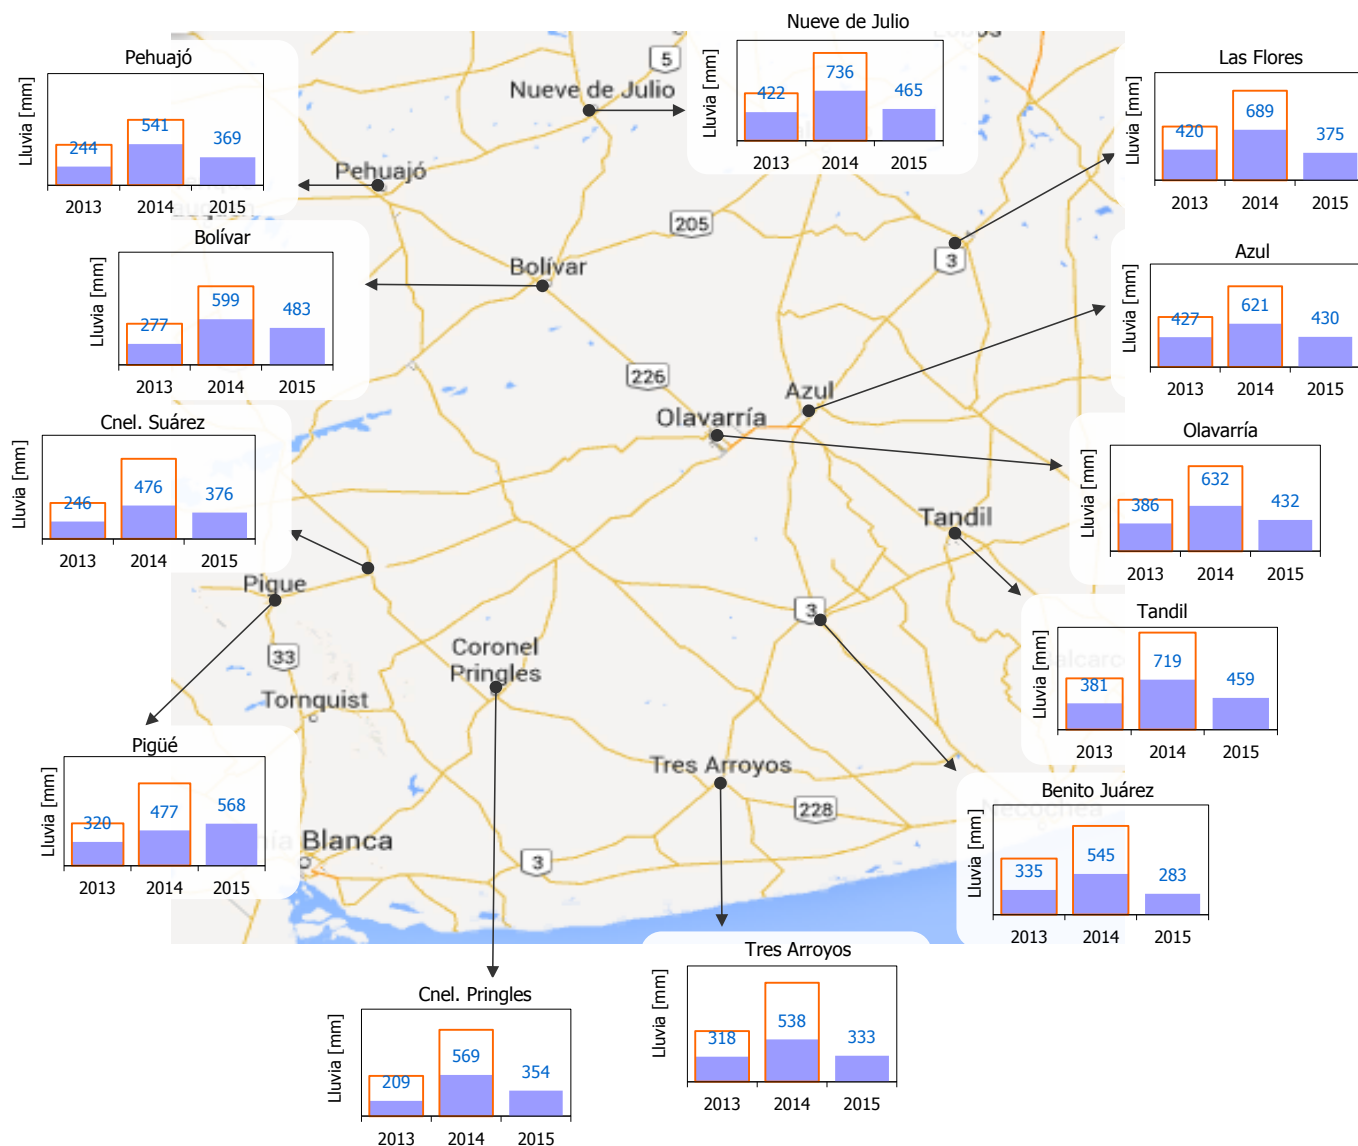 Nueve de Julio
Lluvia [mm]
422
736
465
2013
2014
2015
Pehuajó
Lluvia [mm]
244
541
369
2013
2014
2015
Las Flores
Lluvia [mm]
420
689
375
2013
2014
2015
5
Nueve de Julio
Pehuajó
205
3
Bolívar
Lluvia [mm]
277
599
483
2013
2014
2015
Bolívar
Azul
Lluvia [mm]
427
621
430
2013
2014
2015
226
Azul
Olavarría
Cnel. Suárez
Lluvia [mm]
246
476
376
2013
2014
2015
Olavarría
Lluvia [mm]
386
632
432
2013
2014
2015
Tandil
Pigue
3
33
Coronel
Pringles
Tornquist
Tandil
Lluvia [mm]
381
719
459
2013
2014
2015
Pigüé
Lluvia [mm]
320
477
568
2013
2014
2015
Tres Arroyos
228
Blanca
3
Benito Juárez
Lluvia [mm]
335
545
283
2013
2014
2015
Necochea
Tres Arroyos
Lluvia [mm]
318
538
333
2013
2014
2015
Cnel. Pringles
Lluvia [mm]
209
569
354
2013
2014
2015